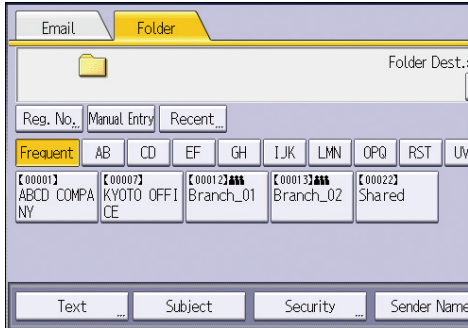 Email Folder
Folder Dest.:
Reg. No. Manual Entry Recent
Frequent AB CD EF GH IJK LMN OPQ RST UV
【00001】 【00007】 【00012】 【00013】 【00022】
ABCD COMPA KYOTO OFFI Branch_01 Branch_02 Shared
NY CE
Text Subject Security Sender Name